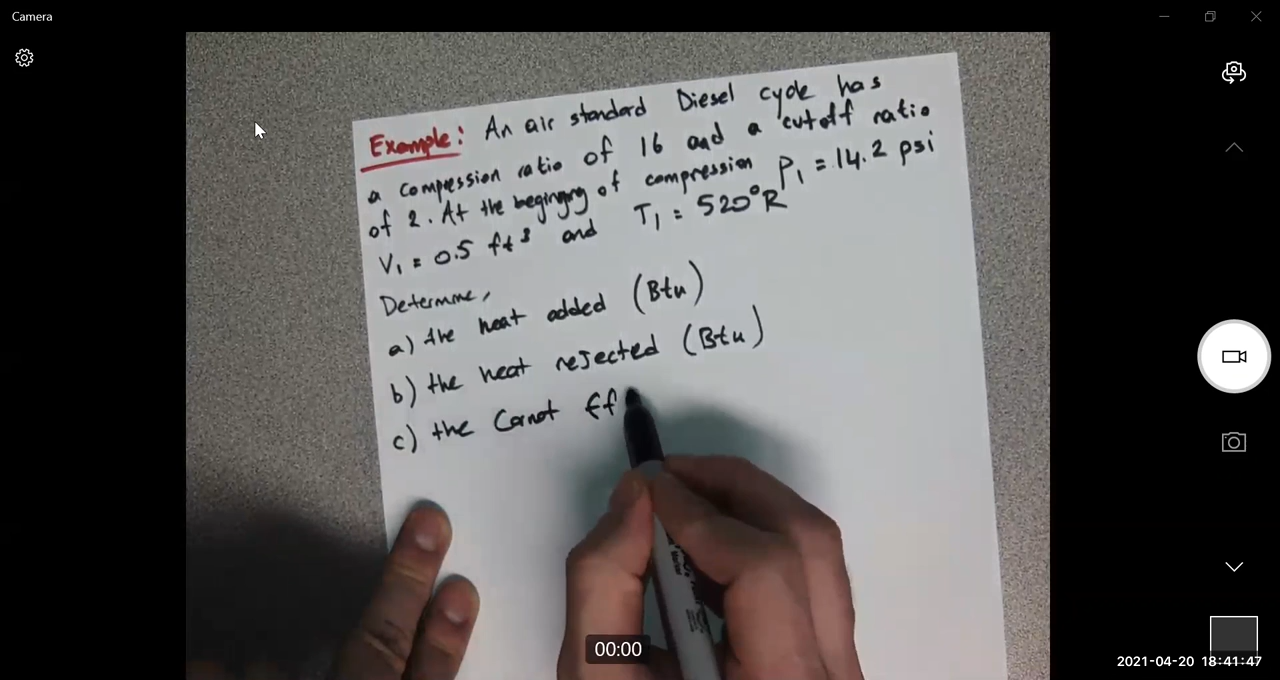 Camera
Example: An air standard Diesel cycle has
a compression ratio of 16 and a cutoff ratio
of 2. At the beginging of compression P₁ = 14.2 psi
V₁ = 0.5 ft³ and T₁ = 520°R
Determine,
a) the heat added (Btu)
b) the heat rejected (Btu)
c) the Carnot Eff
00:00
2021-04-20 18:41:47